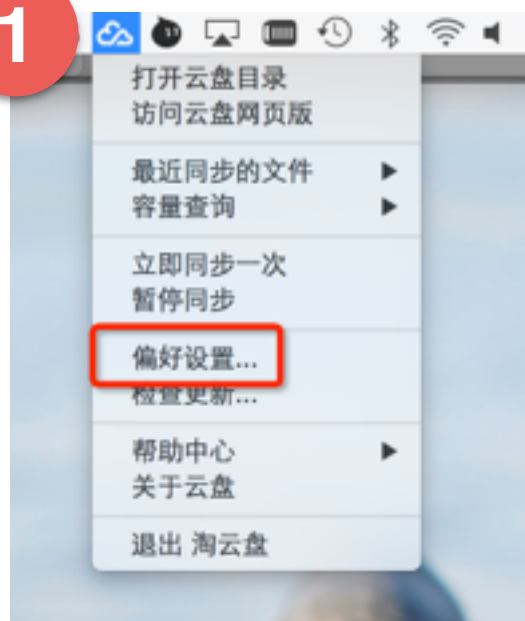 1
打开云盘目录
访问云盘网页版
最近同步的文件
容量查询
立即同步一次
暂停同步
偏好设置...
检查更新...
帮助中心
关于云盘
退出 淘云盘